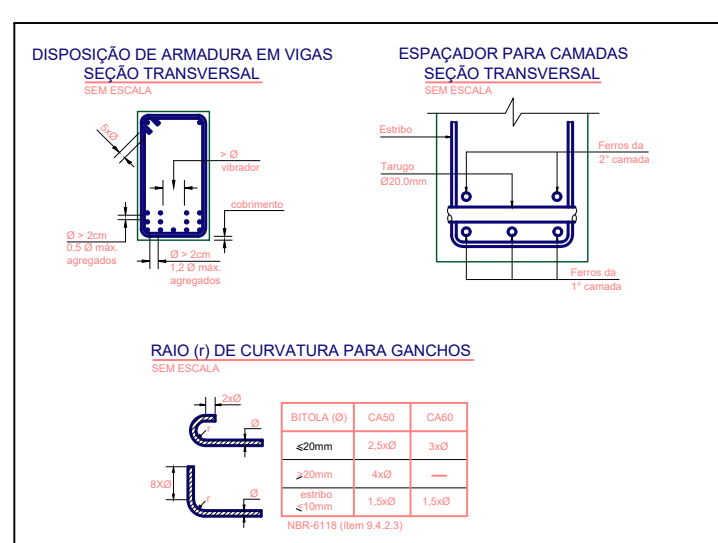 DISPOSIÇÃO DE ARMADURA EM VIGAS
SEÇÃO TRANSVERSAL
SEM ESCALA
5xØ
> Ø
vibrador
cobrimento
Ø > 2cm
0,5 Ø máx.
agregados
Ø > 2cm
1,2 Ø máx.
agregados
ESPAÇADOR PARA CAMADAS
SEÇÃO TRANSVERSAL
SEM ESCALA
Estribo
Tarugo
Ø20.0mm
Ferros da
2° camada
Ferros da
1° camada
RAIO (r) DE CURVATURA PARA GANCHOS
SEM ESCALA
2xØ
r
Ø
8XØ
r
Ø
BITOLA (Ø) CA50 CA60
≤20mm 2,5xØ 3xØ
≥20mm 4xØ —
estribo
≤10mm 1,5xØ 1,5xØ
NBR-6118 (ítem 9.4.2.3)